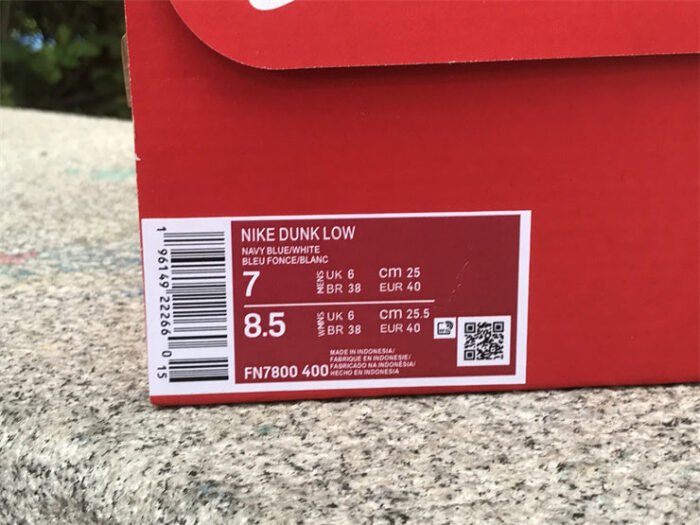 NIKE DUNK LOW
NAVY BLUE/WHITE
BLEU FONCE/BLANC
7 MENS UK 6 cm 25
BR 38 EUR 40
8.5 WMNS UK 6 cm 25.5
BR 38 EUR 40
MADE IN INDONESIA/
FABRIQUE EN INDONESIE/
FABRICADO NA INDONÉSIA/
FN7800 400 HECHO EN INDONESIA
1 96149 22266 0 15